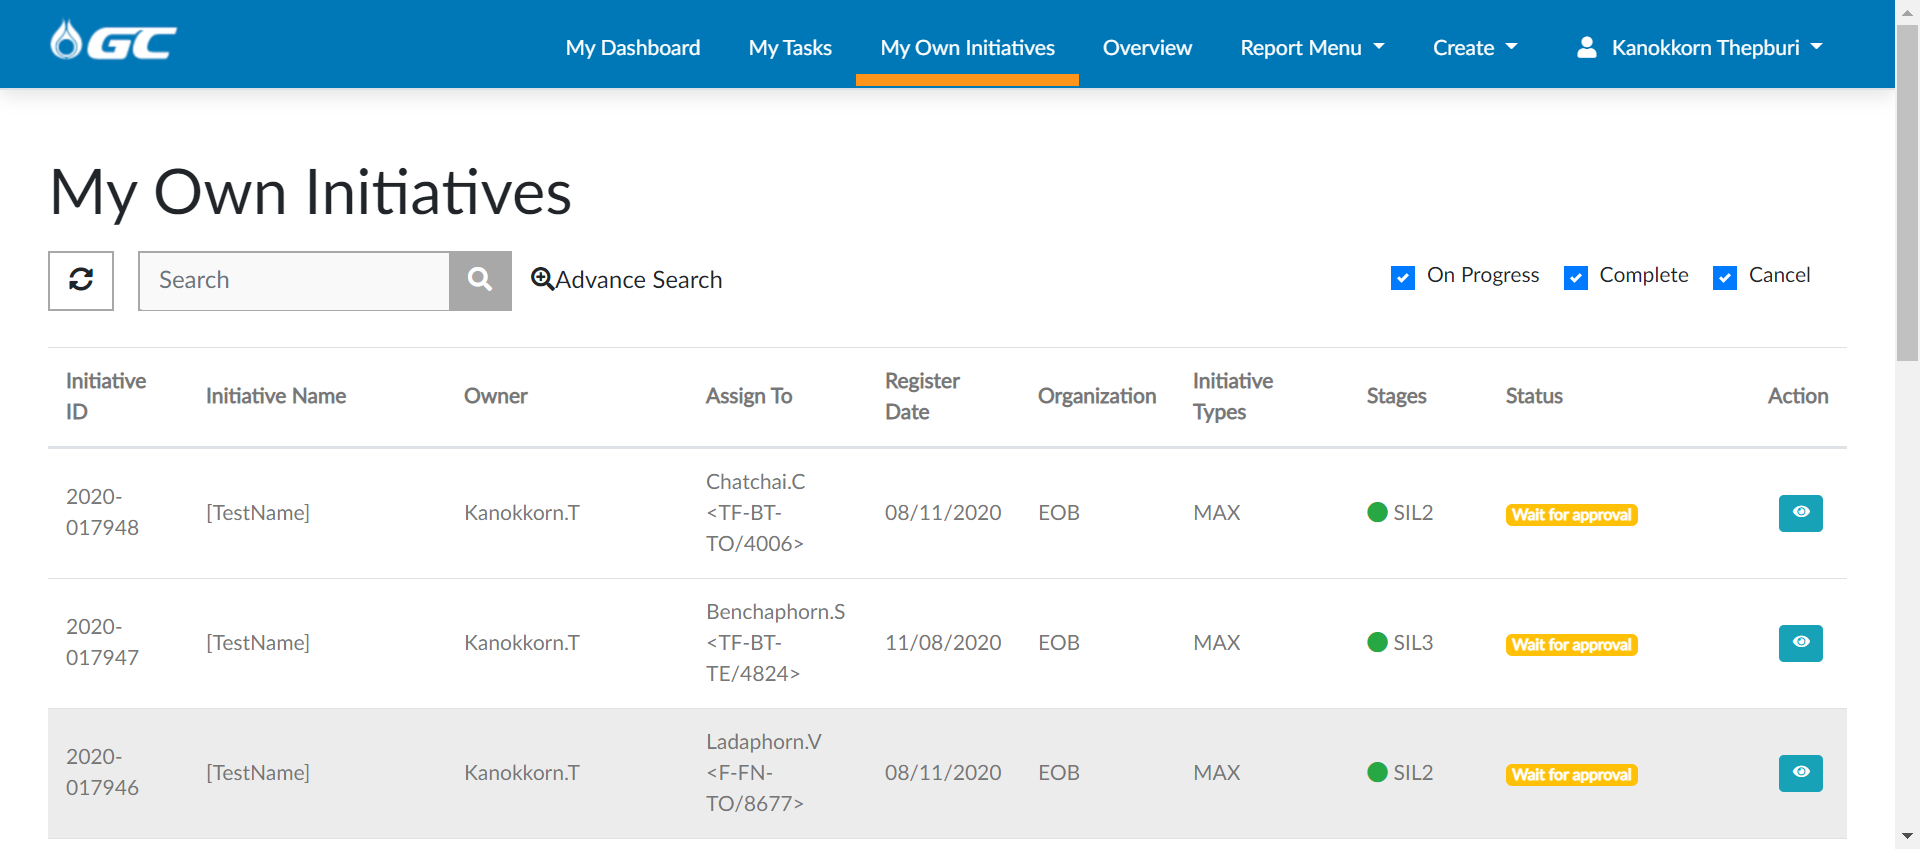 GC
My Dashboard My Tasks My Own Initiatives Overview Report Menu Create Kanokkorn Thepburi
My Own Initiatives
Search Advance Search On Progress Complete Cancel
Initiative ID Initiative Name Owner Assign To Register Date Organization Initiative Types Stages Status Action
2020-017948 [TestName] Kanokkorn.T Chatchai.C <TF-BT-TO/4006> 08/11/2020 EOB MAX SIL2 Wait for approval
2020-017947 [TestName] Kanokkorn.T Benchaphorn.S <TF-BT-TE/4824> 11/08/2020 EOB MAX SIL3 Wait for approval
2020-017946 [TestName] Kanokkorn.T Ladaphorn.V <F-FN-TO/8677> 08/11/2020 EOB MAX SIL2 Wait for approval